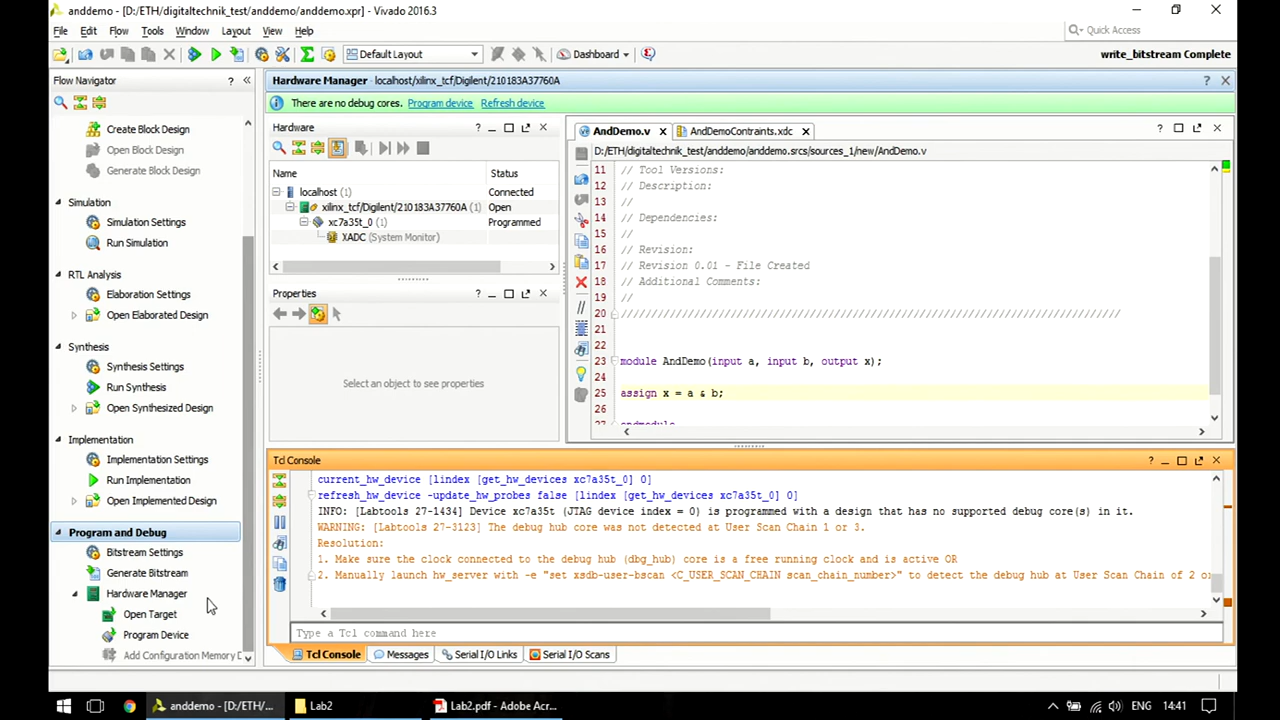 anddemo - [D:/ETH/digitaltechnik_test/anddemo/anddemo.xpr] - Vivado 2016.3
File Edit Flow Tools Window Layout View Help
Quick Access
Default Layout
Dashboard
write_bitstream Complete
Flow Navigator
Create Block Design
Open Block Design
Generate Block Design
Simulation
Simulation Settings
Run Simulation
RTL Analysis
Elaboration Settings
Open Elaborated Design
Synthesis
Synthesis Settings
Run Synthesis
Open Synthesized Design
Implementation
Implementation Settings
Run Implementation
Open Implemented Design
Program and Debug
Bitstream Settings
Generate Bitstream
Hardware Manager
Open Target
Program Device
Add Configuration Memory D
Hardware Manager - localhost/xilinx_tcf/Digilent/210183A37760A
There are no debug cores. Program device Refresh device
Hardware
Name Status
localhost (1) Connected
xilinx_tcf/Digilent/210183A37760A (1) Open
xc7a35t_0 (1) Programmed
XADC (System Monitor)
Properties
Select an object to see properties
AndDemo.v
AndDemoContraints.xdc
D:/ETH/digitaltechnik_test/anddemo/anddemo.srcs/sources_1/new/AndDemo.v
11 // Tool Versions:
12 // Description:
13 //
14 // Dependencies:
15 //
16 // Revision:
17 // Revision 0.01 - File Created
18 // Additional Comments:
19 //
20 //////////////////////////////////////////////////////////////////////////////////
21
22
23 module AndDemo(input a, input b, output x);
24
25 assign x = a & b;
26
27 endmodule
Tcl Console
current_hw_device [lindex [get_hw_devices xc7a35t_0] 0]
refresh_hw_device -update_hw_probes false [lindex [get_hw_devices xc7a35t_0] 0]
INFO: [Labtools 27-1434] Device xc7a35t (JTAG device index = 0) is programmed with a design that has no supported debug core(s) in it.
WARNING: [Labtools 27-3123] The debug hub core was not detected at User Scan Chain 1 or 3.
Resolution:
1. Make sure the clock connected to the debug hub (dbg_hub) core is a free running clock and is active OR
2. Manually launch hw_server with -e "set xsdb-user-bscan <C_USER_SCAN_CHAIN scan_chain_number>" to detect the debug hub at User Scan Chain of 2 or
Type a Tcl command here
Tcl Console Messages Serial I/O Links Serial I/O Scans
anddemo - [D:/ETH/... Lab2 Lab2.pdf - Adobe Acr... ENG 14:41